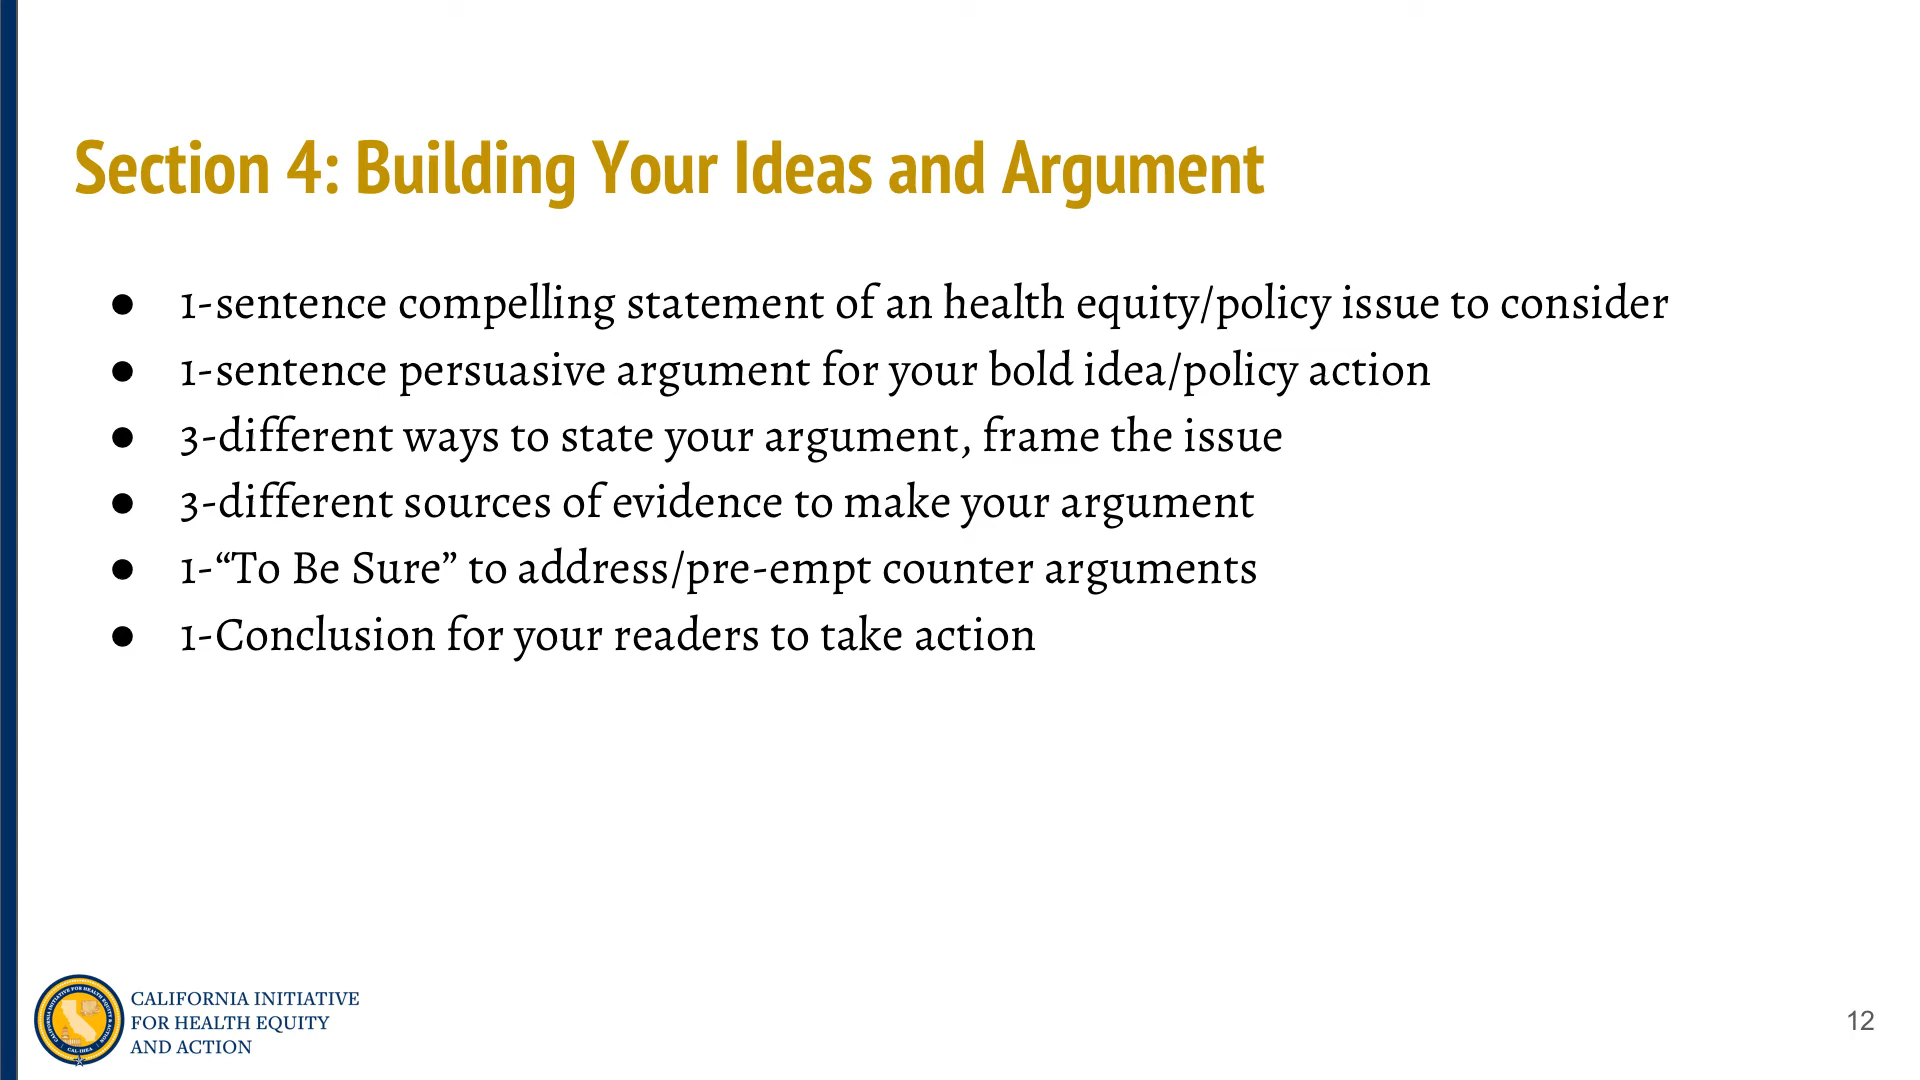 Section 4: Building Your Ideas and Argument
● 1-sentence compelling statement of an health equity/policy issue to consider
● 1-sentence persuasive argument for your bold idea/policy action
● 3-different ways to state your argument, frame the issue
● 3-different sources of evidence to make your argument
● 1-“To Be Sure” to address/pre-empt counter arguments
● 1-Conclusion for your readers to take action
CALIFORNIA INITIATIVE
FOR HEALTH EQUITY
AND ACTION
12